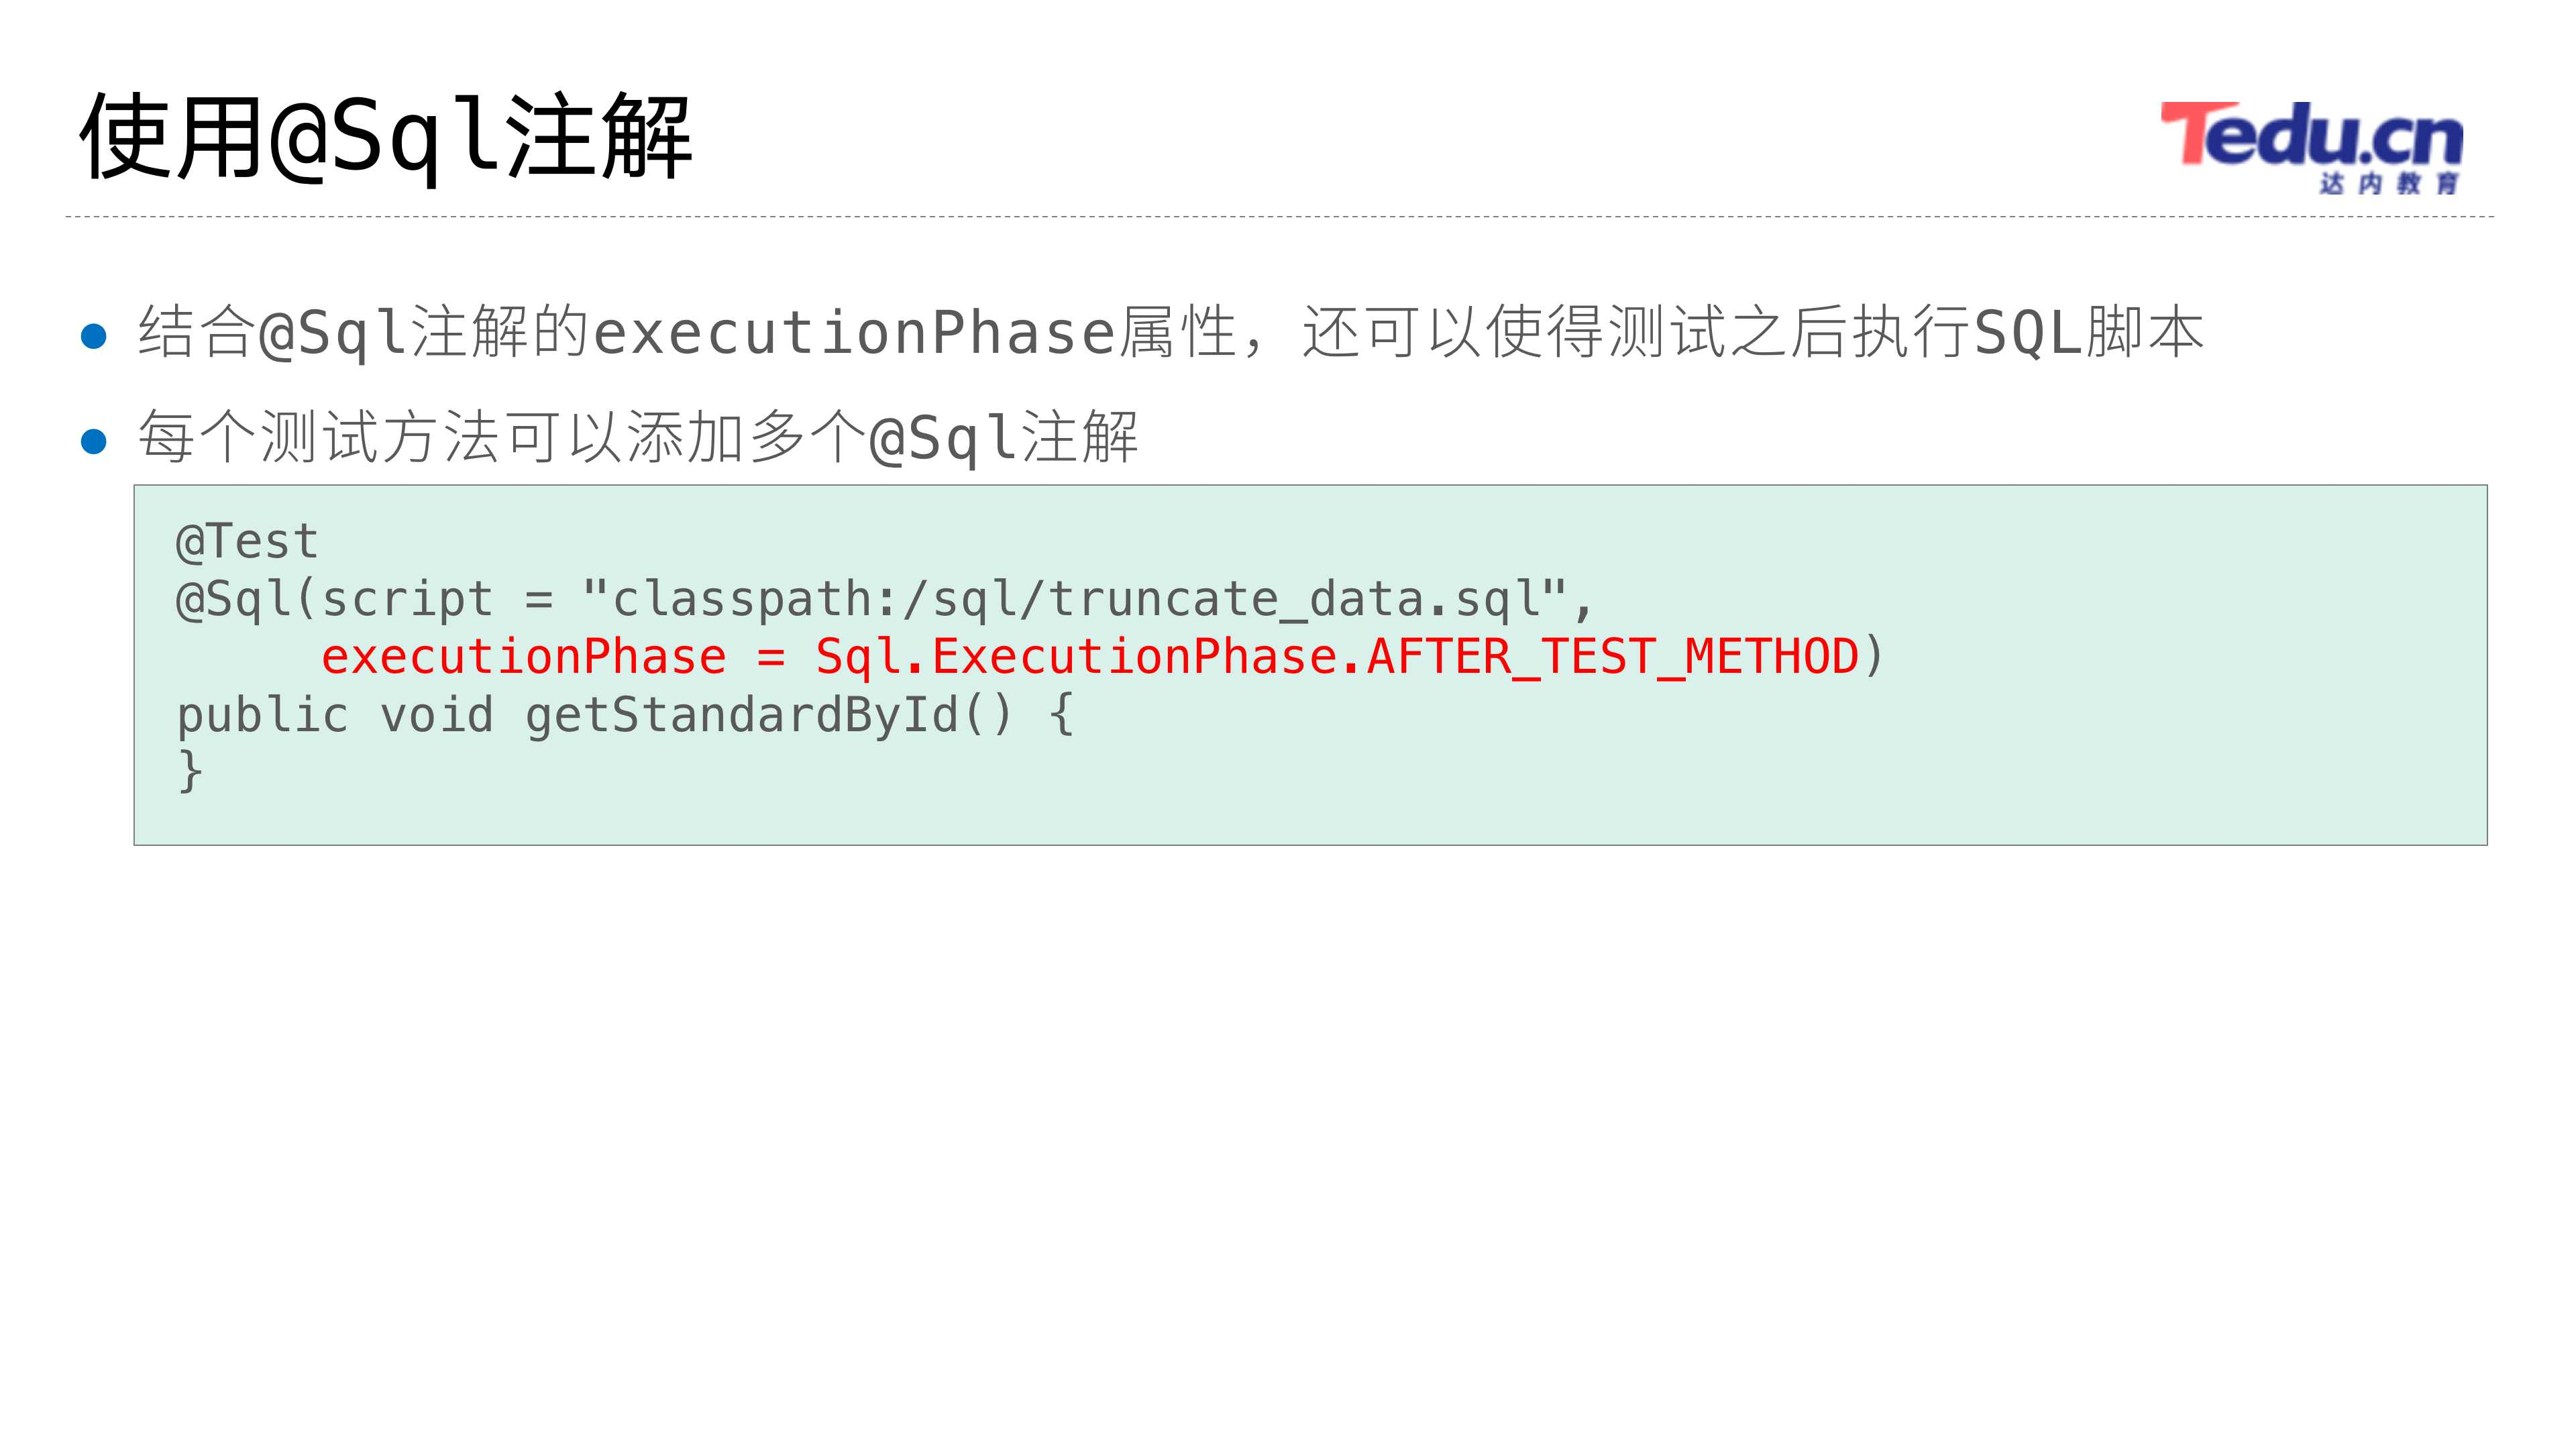 使用@Sql注解
Tedu.cn
达内教育
结合@Sql注解的executionPhase属性，还可以使得测试之后执行SQL脚本
每个测试方法可以添加多个@Sql注解
@Test
@Sql(script = "classpath:/sql/truncate_data.sql",
executionPhase = Sql.ExecutionPhase.AFTER_TEST_METHOD)
public void getStandardById() {
}